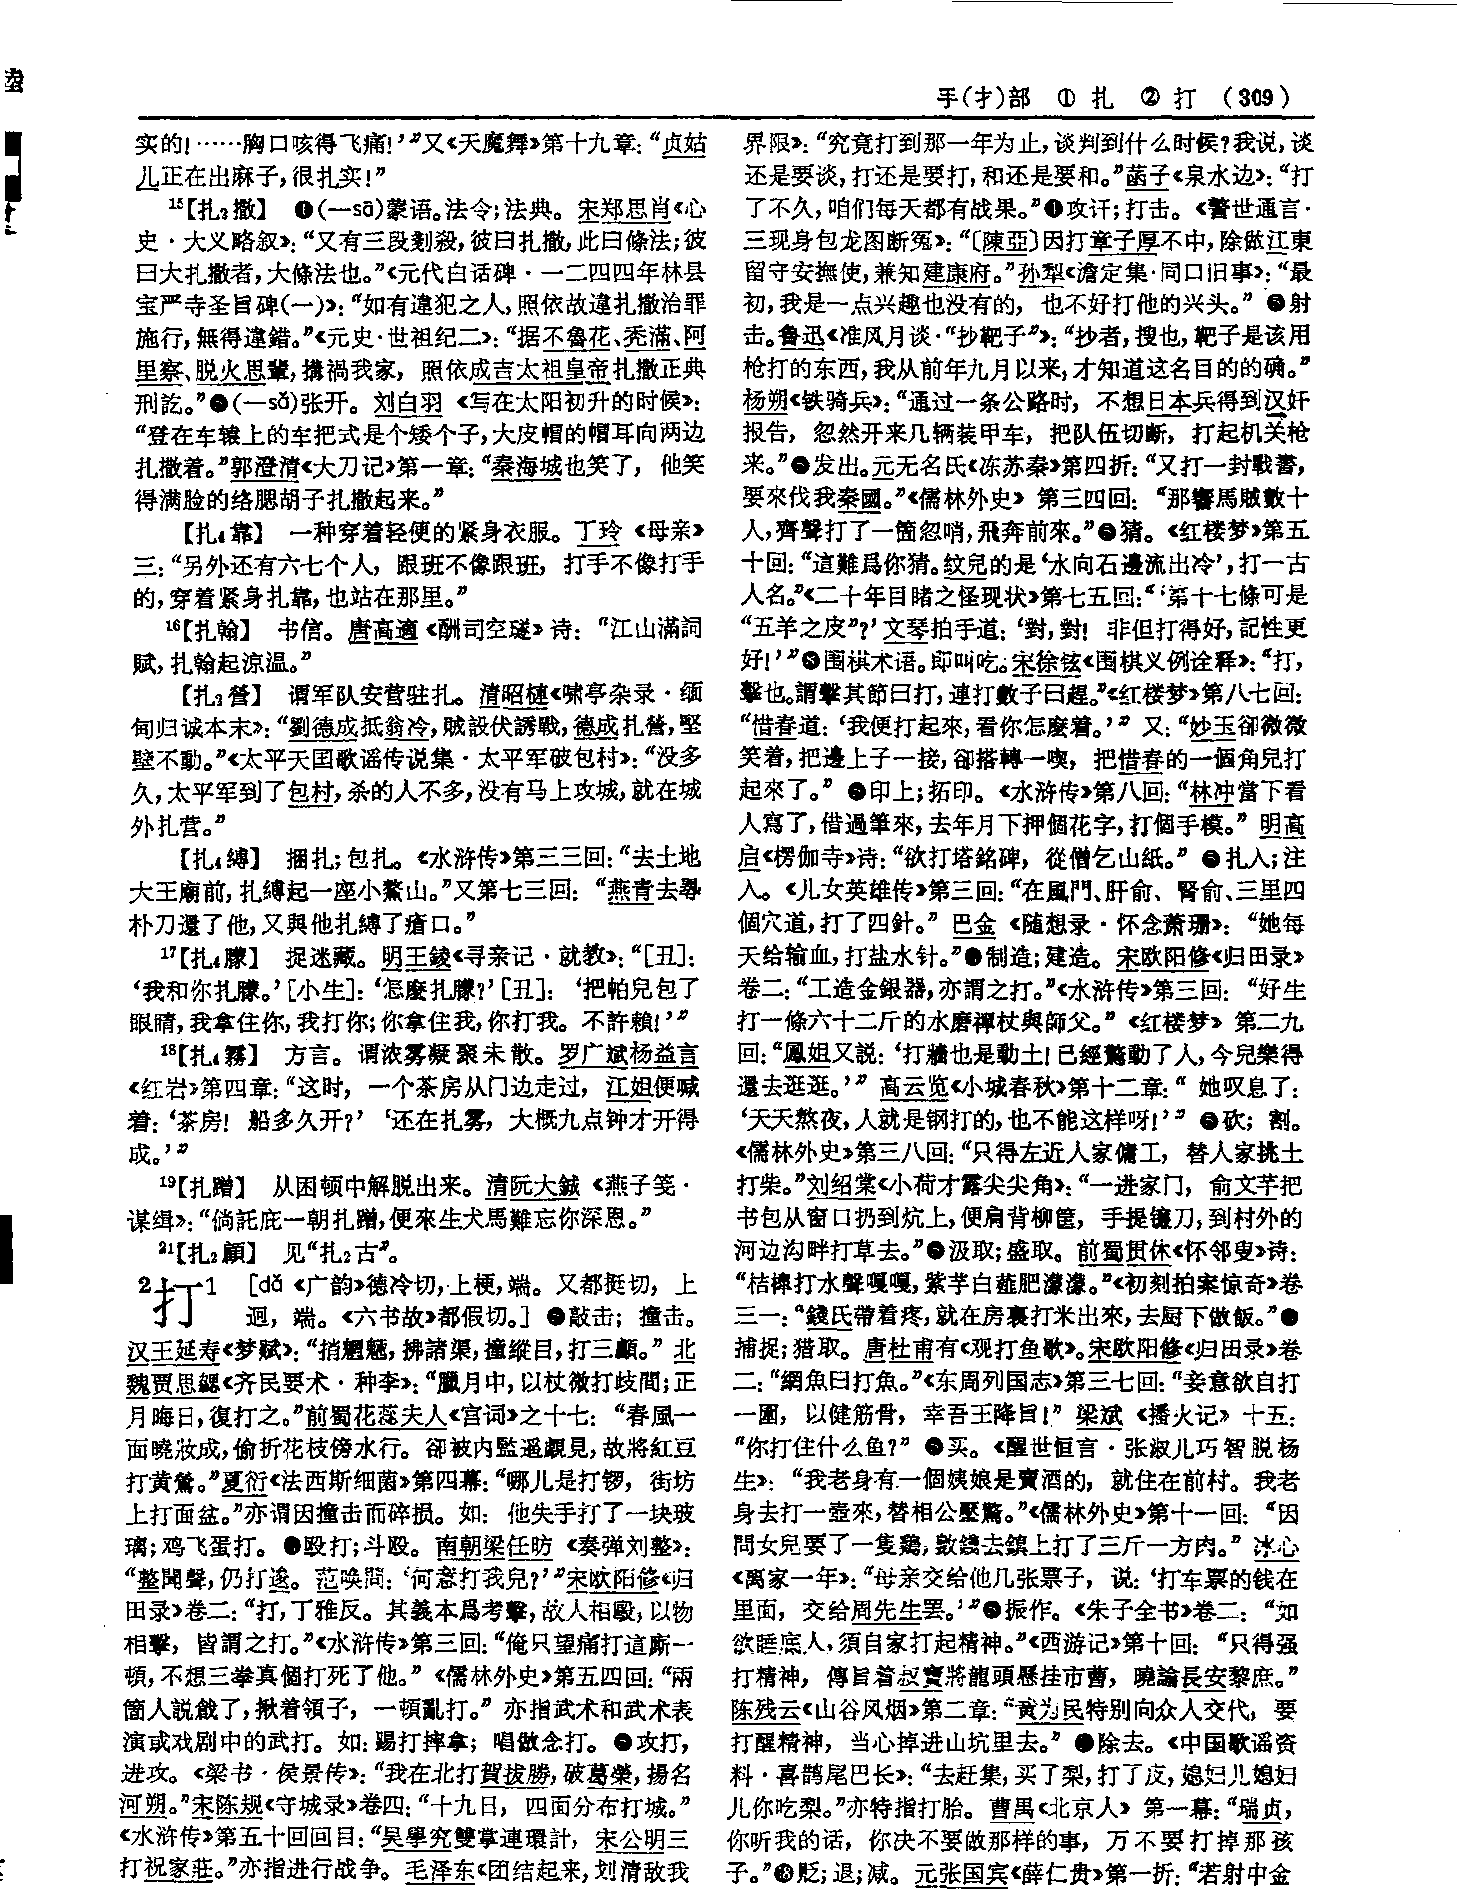 手(扌)部 ① 扎 ② 打 (309)
实的!……胸口咳得飞痛!’”又《天魔舞》第十九章:“贞姑
儿正在出麻子,很扎实!”
15【扎2撒】 ❶(—sā)蒙语。法令;法典。宋郑思肖《心
史·大义略叙》:“又有三段剗殺,彼曰扎撒,此曰條法;彼
曰大扎撒者,大條法也。”《元代白话碑·一二四四年林县
宝严寺圣旨碑(一)》:“如有違犯之人,照依故違扎撒治罪
施行,無得違錯。”《元史·世祖纪二》:“据不魯花、秃滿、阿
里察、脱火思輩,搆禍我家,照依成吉太祖皇帝扎撒正典
刑訖。”❷(—sǎ)张开。刘白羽《写在太阳初升的时候》:
“登在车辕上的车把式是个矮个子,大皮帽的帽耳向两边
扎撒着。”郭澄清《大刀记》第一章:“秦海城也笑了,他笑
得满脸的络腮胡子扎撒起来。”
【扎4靠】 一种穿着轻便的紧身衣服。丁玲《母亲》
三:“另外还有六七个人,跟班不像跟班,打手不像打手
的,穿着紧身扎靠,也站在那里。”
16【扎翰】 书信。唐高適《酬司空璲》诗:“江山滿詞
賦,扎翰起涼温。”
【扎3營】 谓军队安营驻扎。清昭槤《啸亭杂录·缅
甸归诚本末》:“劉德成抵翁冷,賊設伏誘戰,德成扎營,堅
壁不動。”《太平天国歌谣传说集·太平军破包村》:“没多
久,太平军到了包村,杀的人不多,没有马上攻城,就在城
外扎营。”
【扎4縛】 捆扎;包扎。《水浒传》第三三回:“去土地
大王廟前,扎縛起一座小鰲山。”又第七三回:“燕青去尋
朴刀還了他,又與他扎縛了瘡口。”
17【扎4朦】 捉迷藏。明王錂《寻亲记·就教》:“[丑]:
‘我和你扎朦。’[小生]:‘怎麽扎朦?’[丑]:‘把帕兒包了
眼睛,我拿住你,我打你;你拿住我,你打我。不許賴!’”
18【扎4霧】 方言。谓浓雾凝聚未散。罗广斌杨益言
《红岩》第四章:“这时,一个茶房从门边走过,江姐便喊
着:‘茶房!船多久开?’‘还在扎雾,大概九点钟才开得
成。’”
19【扎蹭】 从困顿中解脱出来。清阮大鋮《燕子笺·
谋缉》:“倘託庇一朝扎蹭,便來生犬馬難忘你深恩。”
21【扎2顧】 见“扎2古”。
2打1 [dǎ《广韵》德冷切,上梗,端。又都挺切,上
迥,端。《六书故》都假切。]❶敲击;撞击。
汉王延寿《梦赋》:“捎魍魎,拂諸渠,撞縱目,打三顱。”北
魏贾思勰《齐民要术·种李》:“臘月中,以杖微打歧間;正
月晦日,復打之。”前蜀花蕊夫人《宫词》之十七:“春風一
面曉妝成,偷折花枝傍水行。卻被内監遥覷見,故將紅豆
打黄鶯。”夏衍《法西斯细菌》第四幕:“哪儿是打锣,街坊
上打面盆。”亦谓因撞击而碎损。如:他失手打了一块玻
璃;鸡飞蛋打。❷殴打;斗殴。南朝梁任昉《奏弹刘整》:
“整聞聲,仍打逡。范唤問:‘何意打我兒?’”宋欧阳修《归
田录》卷二:“打,丁雅反。其義本爲考擊,故人相毆,以物
相擊,皆謂之打。”《水浒传》第三回:“俺只望痛打這厮一
頓,不想三拳真個打死了他。”《儒林外史》第五四回:“兩
箇人説戧了,揪着領子,一頓亂打。”亦指武术和武术表
演或戏剧中的武打。如:踢打摔拿;唱做念打。❸攻打,
进攻。《梁书·侯景传》:“我在北打賀拔勝,破葛榮,揚名
河朔。”宋陈规《守城录》卷四:“十九日,四面分布打城。”
《水浒传》第五十回回目:“吴學究雙掌連環計,宋公明三
打祝家莊。”亦指进行战争。毛泽东《团结起来,划清敌我
界限》:“究竟打到那一年为止,谈判到什么时候?我说,谈
还是要谈,打还是要打,和还是要和。”菡子《泉水边》:“打
了不久,咱们每天都有战果。”❹攻讦;打击。《警世通言·
三现身包龙图断冤》:“〔陳亞〕因打章子厚不中,除做江東
留守安撫使,兼知建康府。”孙犁《澹定集·同口旧事》:“最
初,我是一点兴趣也没有的,也不好打他的兴头。”❺射
击。鲁迅《准风月谈·“抄靶子”》:“抄者,搜也,靶子是该用
枪打的东西,我从前年九月以来,才知道这名目的的确。”
杨朔《铁骑兵》:“通过一条公路时,不想日本兵得到汉奸
报告,忽然开来几辆装甲车,把队伍切断,打起机关枪
来。”❻发出。元无名氏《冻苏秦》第四折:“又打一封戰書,
要來伐我秦國。”《儒林外史》第三四回:“那響馬賊數十
人,齊聲打了一箇忽哨,飛奔前來。”❼猜。《红楼梦》第五
十回:“這難爲你猜。紋兒的是‘水向石邊流出冷’,打一古
人名。”《二十年目睹之怪现状》第七五回:“‘第十七條可是
“五羊之皮”?’文琴拍手道:‘對,對!非但打得好,記性更
好!’”❽围棋术语。即叫吃。宋徐铉《围棋义例诠释》:“打,
擊也。謂擊其節曰打,連打數子曰趕。”《红楼梦》第八七回:
“惜春道:‘我便打起來,看你怎麽着。’”又:“妙玉卻微微
笑着,把邊上子一接,卻搭轉一喫,把惜春的一個角兒打
起來了。”❾印上;拓印。《水浒传》第八回:“林冲當下看
人寫了,借過筆來,去年月下押個花字,打個手模。”明高
启《楞伽寺》诗:“欲打塔銘碑,從僧乞山紙。”❿扎入;注
入。《儿女英雄传》第三回:“在風門、肝俞、腎俞、三里四
個穴道,打了四針。”巴金《随想录·怀念萧珊》:“她每
天给输血,打盐水针。”⓫制造;建造。宋欧阳修《归田录》
卷二:“工造金銀器,亦謂之打。”《水浒传》第三回:“好生
打一條六十二斤的水磨禪杖與師父。”《红楼梦》第二九
回:“鳳姐又説:‘打牆也是動土!已經驚動了人,今兒樂得
還去逛逛。’”高云览《小城春秋》第十二章:“她叹息了:
‘天天熬夜,人就是钢打的,也不能这样呀!’”⓬砍;割。
《儒林外史》第三八回:“只得左近人家傭工,替人家挑土
打柴。”刘绍棠《小荷才露尖尖角》:“一进家门,俞文芊把
书包从窗口扔到炕上,便肩背柳筐,手提镰刀,到村外的
河边沟畔打草去。”⓭汲取;盛取。前蜀贯休《怀邻叟》诗:
“桔槔打水聲嘎嘎,紫芋白薤肥濛濛。”《初刻拍案惊奇》卷
三一:“錢氏帶着疼,就在房裏打米出來,去厨下做飯。”⓮
捕捉;猎取。唐杜甫有《观打鱼歌》。宋欧阳修《归田录》卷
二:“網魚曰打魚。”《东周列国志》第三七回:“妾意欲自打
一圍,以健筋骨,幸吾王降旨!”梁斌《播火记》十五:
“你打住什么鱼?”⓯买。《醒世恒言·张淑儿巧智脱杨
生》:“我老身有一個姨娘是賣酒的,就住在前村。我老
身去打一壺來,替相公壓驚。”《儒林外史》第十一回:“因
問女兒要了一隻鷄,數錢去鎮上打了三斤一方肉。”冰心
《离家一年》:“母亲交给他几张票子,说:‘打车票的钱在
里面,交给周先生罢。’”⓰振作。《朱子全书》卷二:“如
欲睡底人,須自家打起精神。”《西游记》第十回:“只得强
打精神,傳旨着叔寶將龍頭懸挂市曹,曉諭長安黎庶。”
陈残云《山谷风烟》第二章:“黄为民特别向众人交代,要
打醒精神,当心掉进山坑里去。”⓱除去。《中国歌谣资
料·喜鹊尾巴长》:“去赶集,买了梨,打了皮,媳妇儿媳妇
儿你吃梨。”亦特指打胎。曹禺《北京人》第一幕:“瑞贞,
你听我的话,你决不要做那样的事,万不要打掉那孩
子。”⓲贬;退;减。元张国宾《薛仁贵》第一折:“若射中金